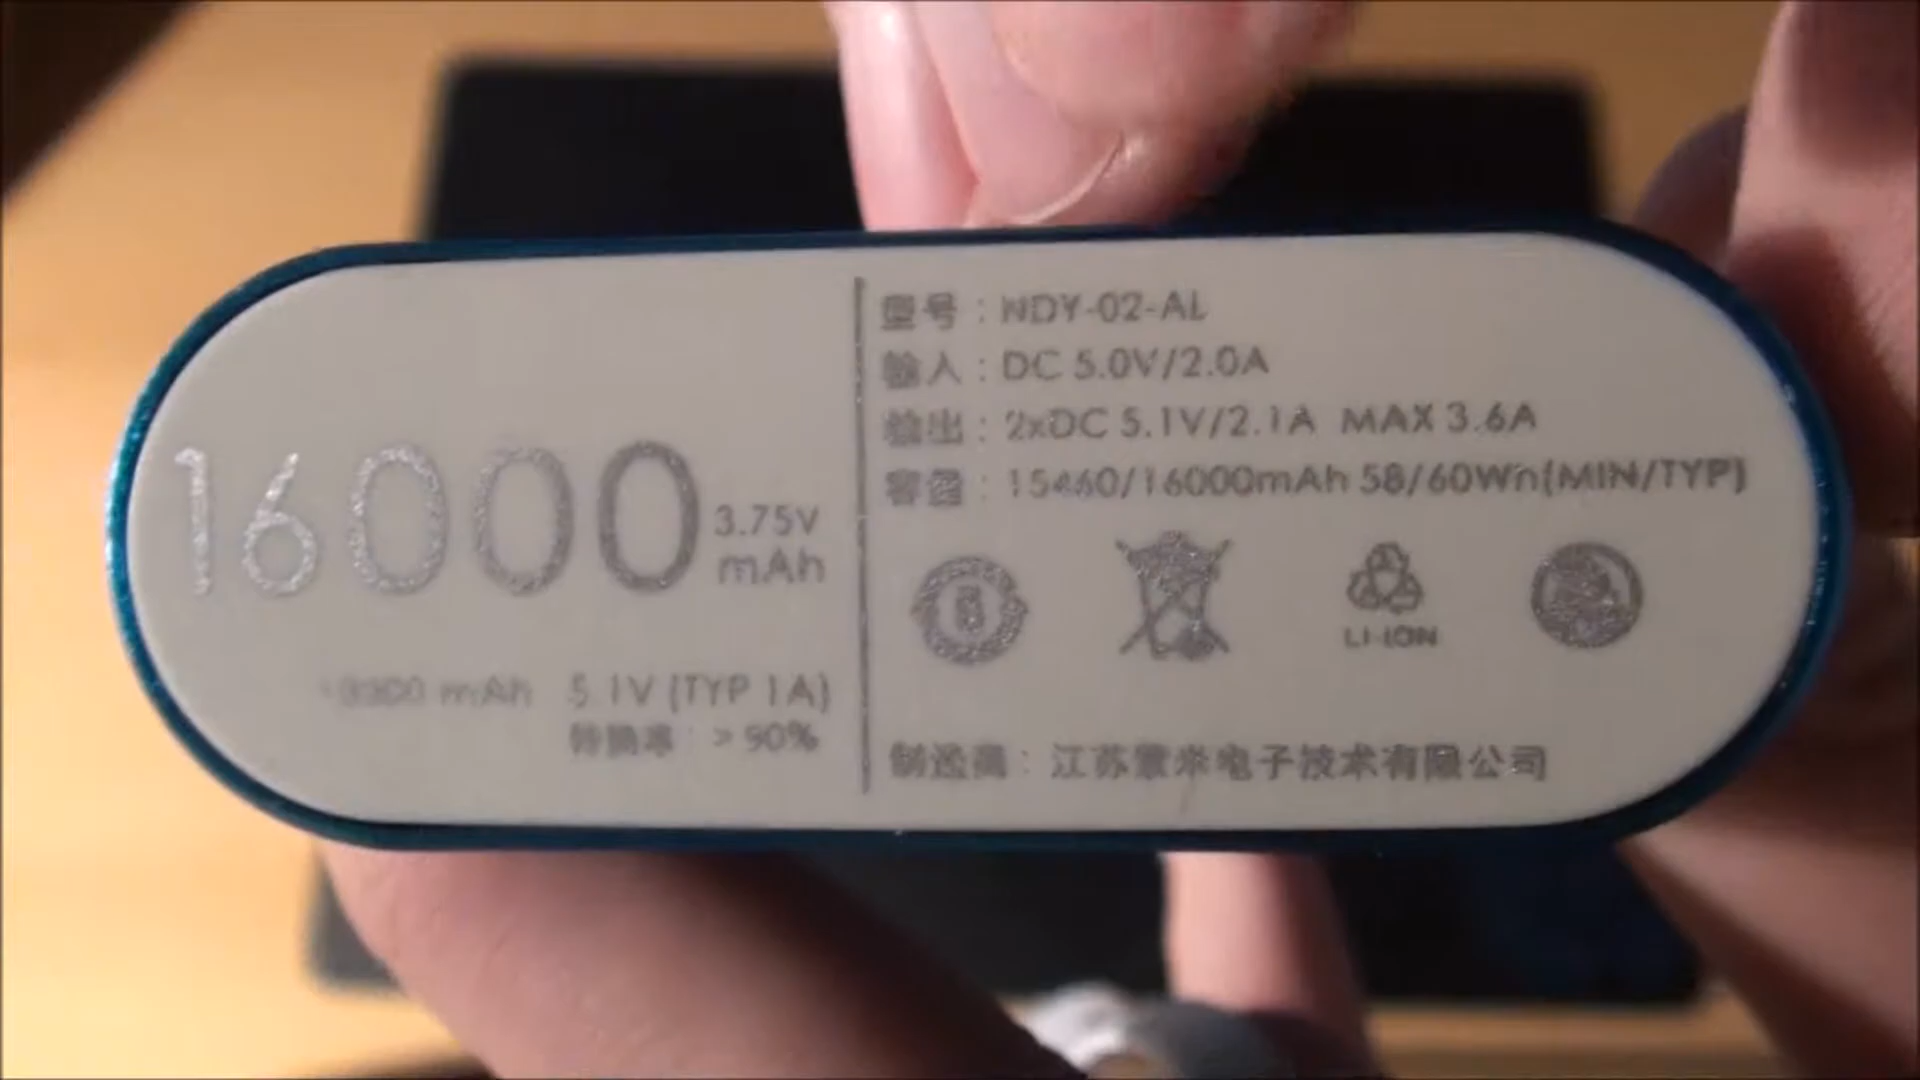 16000
3.75V
mAh
mAh 5.1V (TYP 1A)
转换率：> 90%
型号：NDY-02-AL
输入：DC 5.0V/2.0A
输出：2xDC 5.1V/2.1A MAX 3.6A
容量：15460/16000mAh 58/60Wh(MIN/TYP)
LI-ION
制造商：江苏紫米电子技术有限公司